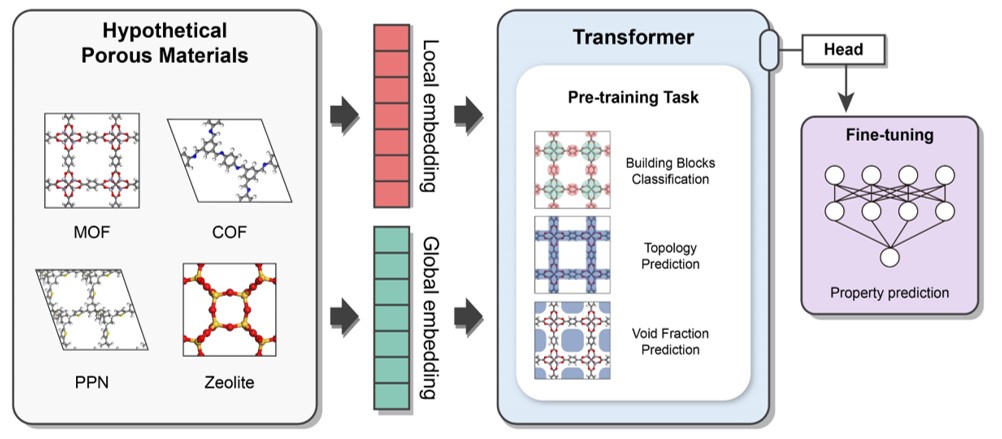 Hypothetical
Porous Materials
MOF
COF
PPN
Zeolite
Local embedding
Global embedding
Transformer
Pre-training Task
Building Blocks
Classification
Topology
Prediction
Void Fraction
Prediction
Head
Fine-tuning
Property prediction